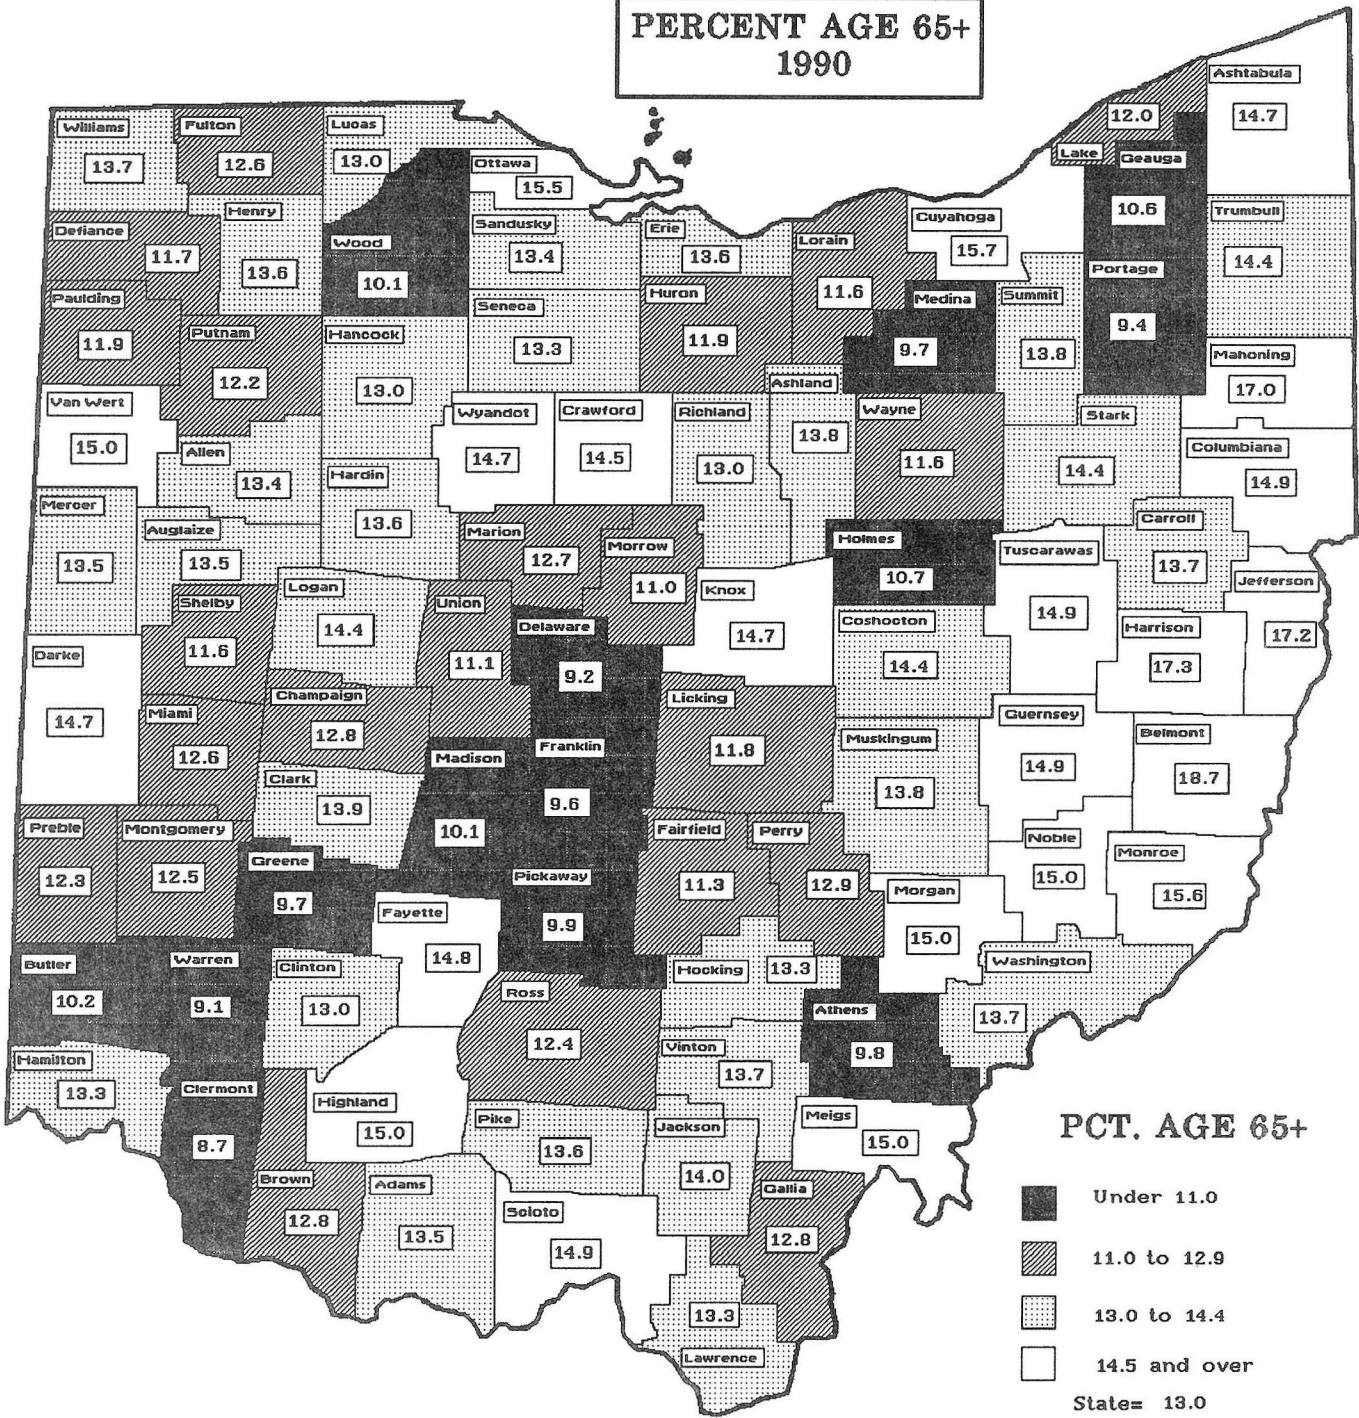 PERCENT AGE 65+
1990
Ashtabula
14.7
12.0
Lake
Geauga
10.6
Williams
13.7
Fulton
12.6
Lucas
13.0
Ottawa
15.5
Henry
13.6
Defiance
11.7
Wood
10.1
Sandusky
13.4
Erie
13.6
Lorain
11.6
Cuyahoga
15.7
Trumbull
14.4
Portage
9.4
Paulding
11.9
Putnam
12.2
Hancock
13.0
Seneca
13.3
Huron
11.9
Medina
9.7
Summit
13.8
Mahoning
17.0
Van Wert
15.0
Allen
13.4
Hardin
13.6
Wyandot
14.7
Crawford
14.5
Richland
13.0
Ashland
13.8
Wayne
11.6
Stark
14.4
Columbiana
14.9
Mercer
13.5
Auglaize
13.5
Marion
12.7
Morrow
11.0
Knox
14.7
Holmes
10.7
Tuscarawas
14.9
Carroll
13.7
Jefferson
17.2
Logan
14.4
Shelby
11.6
Union
11.1
Delaware
9.2
Coshocton
14.4
Harrison
17.3
Darke
14.7
Miami
12.6
Champaign
12.8
Licking
11.8
Muskingum
13.8
Guernsey
14.9
Belmont
18.7
Clark
13.9
Madison
10.1
Franklin
9.6
Preble
12.3
Montgomery
12.5
Greene
9.7
Fairfield
11.3
Perry
12.9
Noble
15.0
Monroe
15.6
Morgan
15.0
Fayette
14.8
Pickaway
9.9
Butler
10.2
Warren
9.1
Clinton
13.0
Ross
12.4
Hocking
13.3
Athens
9.8
Washington
13.7
Hamilton
13.3
Clermont
8.7
Highland
15.0
Pike
13.6
Vinton
13.7
Jackson
14.0
Meigs
15.0
Brown
12.8
Adams
13.5
Scioto
14.9
Gallia
12.8
13.3
Lawrence
PCT. AGE 65+
Under 11.0
11.0 to 12.9
13.0 to 14.4
14.5 and over
State= 13.0